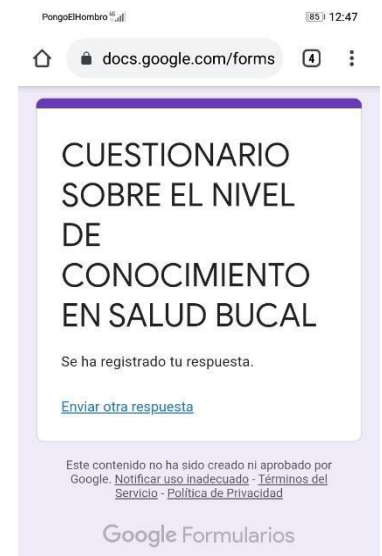 PongoElHombro
85 12:47
docs.google.com/forms 4
CUESTIONARIO
SOBRE EL NIVEL
DE
CONOCIMIENTO
EN SALUD BUCAL
Se ha registrado tu respuesta.
Enviar otra respuesta
Este contenido no ha sido creado ni aprobado por
Google. Notificar uso inadecuado - Términos del
Servicio - Política de Privacidad
Google Formularios